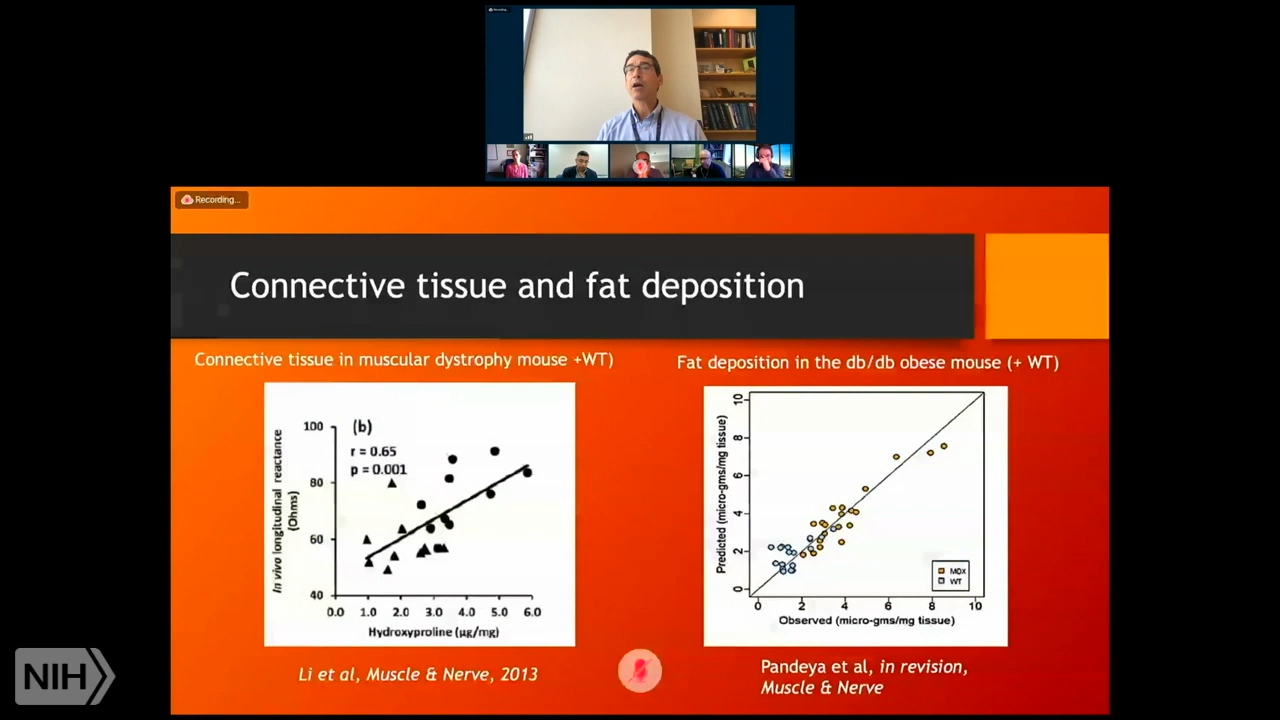 Recording...
Connective tissue and fat deposition
Connective tissue in muscular dystrophy mouse +WT)
Fat deposition in the db/db obese mouse (+ WT)
(b)
r = 0.65
p = 0.001
In vivo longitudinal reactance
(Ohms)
100
80
60
40
0.0 1.0 2.0 3.0 4.0 5.0 6.0
Hydroxyproline (µg/mg)
Predicted (micro-gms/mg tissue)
10
8
6
4
2
0
MDX
WT
0 2 4 6 8 10
Observed (micro-gms/mg tissue)
Li et al, Muscle & Nerve, 2013
Pandeya et al, in revision,
Muscle & Nerve
NIH